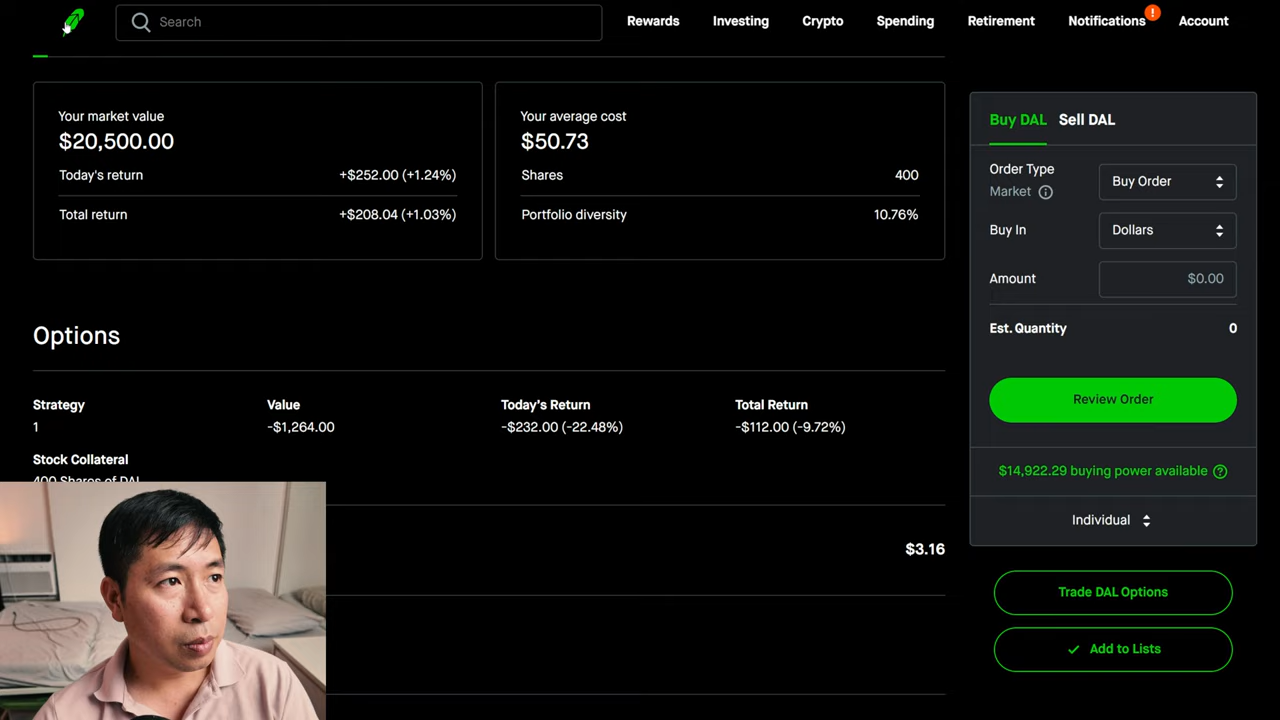 Search
Rewards
Investing
Crypto
Spending
Retirement
Notifications
!
Account
Your market value
$20,500.00
Today's return +$252.00 (+1.24%)
Total return +$208.04 (+1.03%)
Your average cost
$50.73
Shares 400
Portfolio diversity 10.76%
Buy DAL Sell DAL
Order Type
Market
Buy Order
Buy In Dollars
Amount $0.00
Est. Quantity 0
Review Order
$14,922.29 buying power available
Individual
Trade DAL Options
Add to Lists
Options
Strategy Value Today's Return Total Return
1 -$1,264.00 -$232.00 (-22.48%) -$112.00 (-9.72%)
Stock Collateral
400 Shares of DAL
$3.16